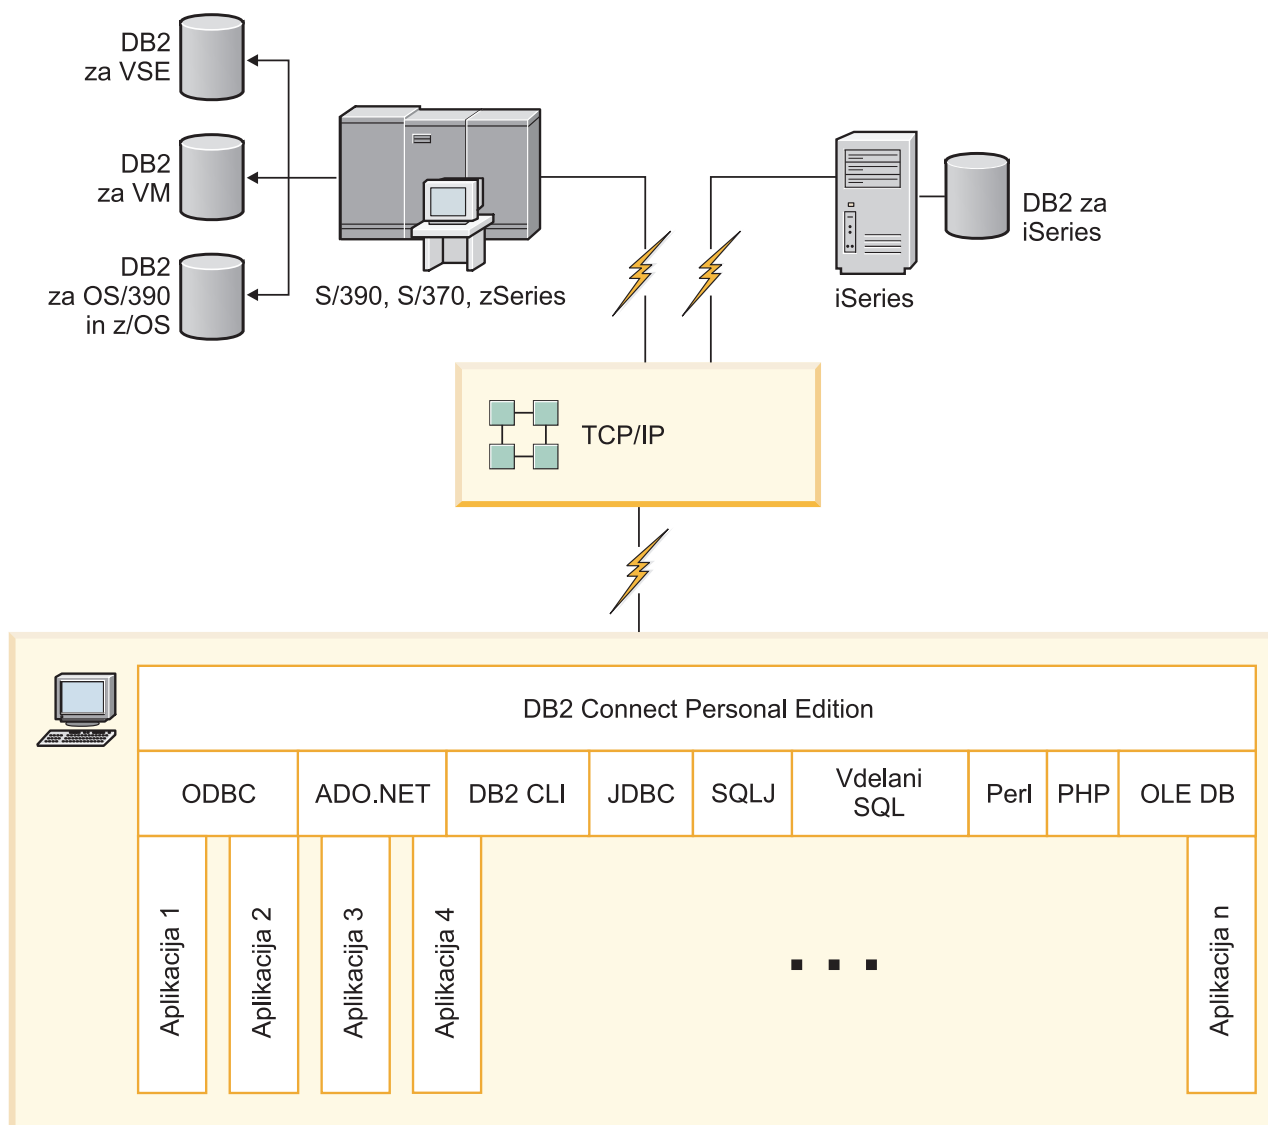 DB2
za VSE
DB2
za VM
DB2
za OS/390
in z/OS
S/390, S/370, zSeries
iSeries
DB2 za
iSeries
TCP/IP
DB2 Connect Personal Edition
ODBC
ADO.NET
DB2 CLI
JDBC
SQLJ
Vdelani
SQL
Perl
PHP
OLE DB
Aplikacija 1
Aplikacija 2
Aplikacija 3
Aplikacija 4
. . .
Aplikacija n